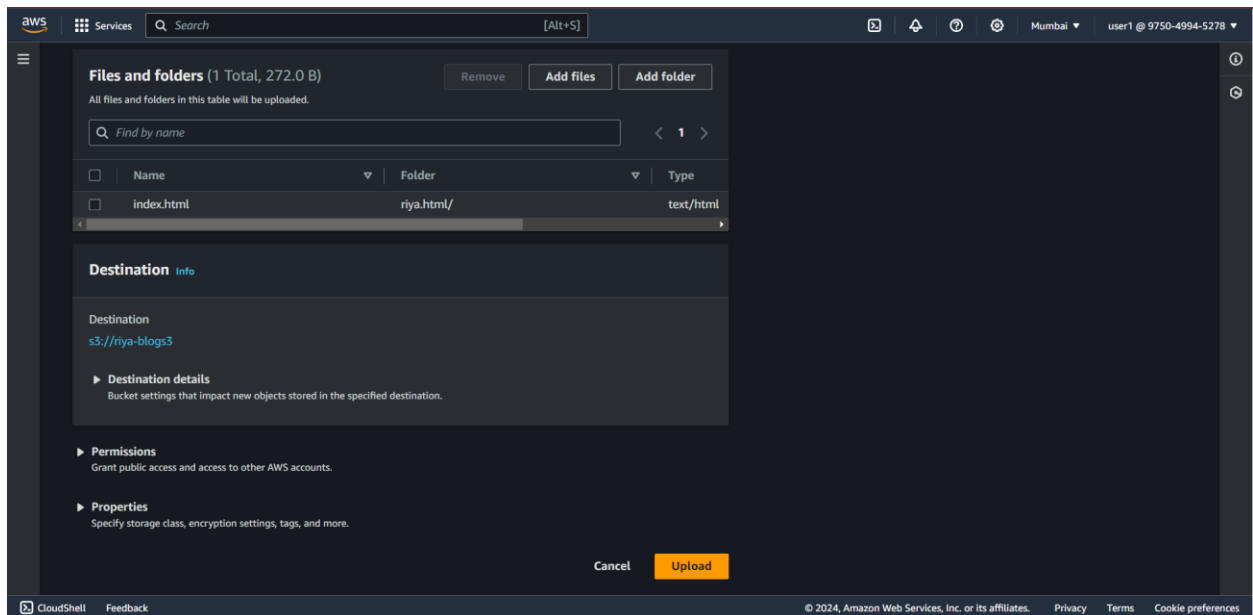 aws Services Search [Alt+S] Mumbai user1 @ 9750-4994-5278
Files and folders (1 Total, 272.0 B) Remove Add files Add folder
All files and folders in this table will be uploaded.
Find by name 1
Name Folder Type
index.html riya.html/ text/html
Destination Info
Destination
s3://riya-blogs3
Destination details
Bucket settings that impact new objects stored in the specified destination.
Permissions
Grant public access and access to other AWS accounts.
Properties
Specify storage class, encryption settings, tags, and more.
Cancel Upload
CloudShell Feedback © 2024, Amazon Web Services, Inc. or its affiliates. Privacy Terms Cookie preferences